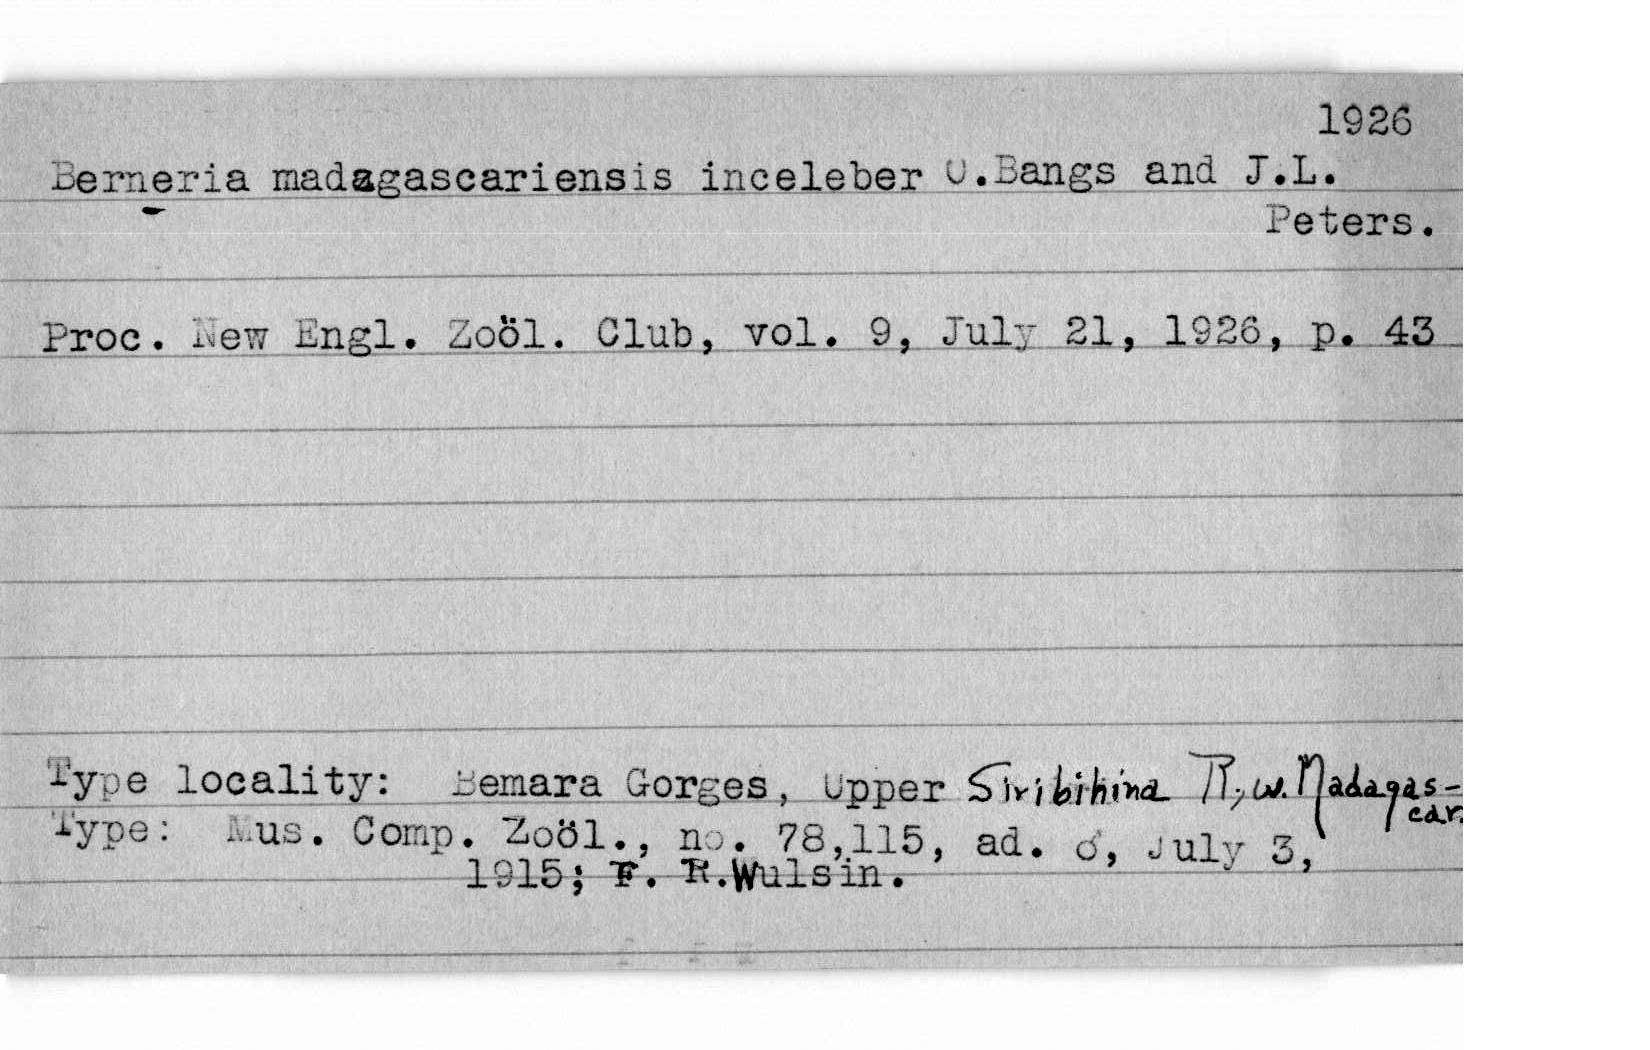 1926
Berneria madagascariensis inceleber O.Bangs and J.L.
Peters.
Proc. New Engl. Zoöl. Club, vol. 9, July 21, 1926, p. 43
Type locality: Bemara Gorges, Upper Siribihina R., w. Madagas-
car.
Type: Mus. Comp. Zoöl., no. 78,115, ad. ♂, July 3,
1915; F. R.Wulsin.